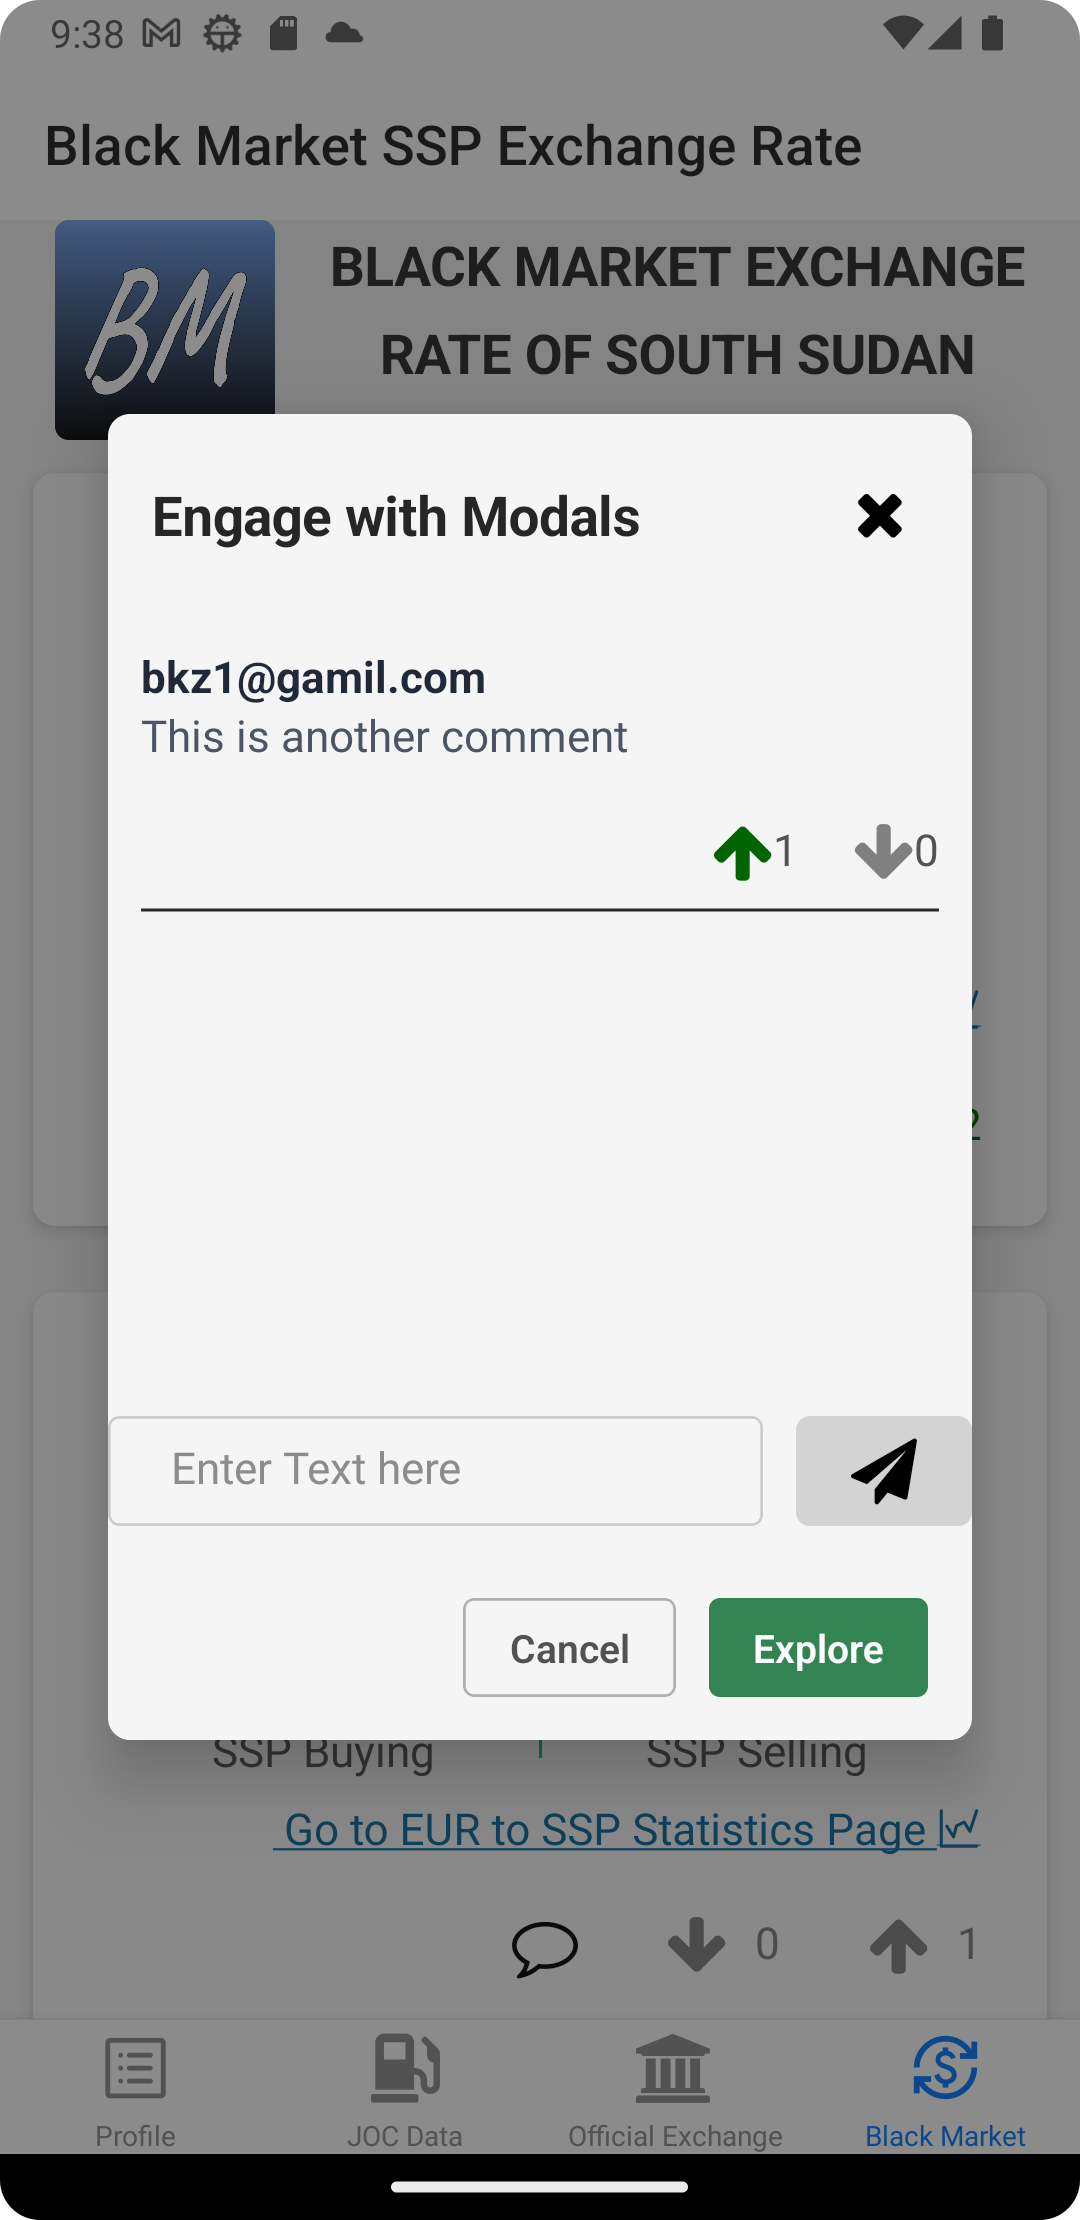 9:38
Black Market SSP Exchange Rate
BM
BLACK MARKET EXCHANGE
RATE OF SOUTH SUDAN
Engage with Modals
bkz1@gamil.com
This is another comment
1
0
2
Enter Text here
Cancel
Explore
SSP Buying
SSP Selling
Go to EUR to SSP Statistics Page
0
1
Profile
JOC Data
Official Exchange
Black Market